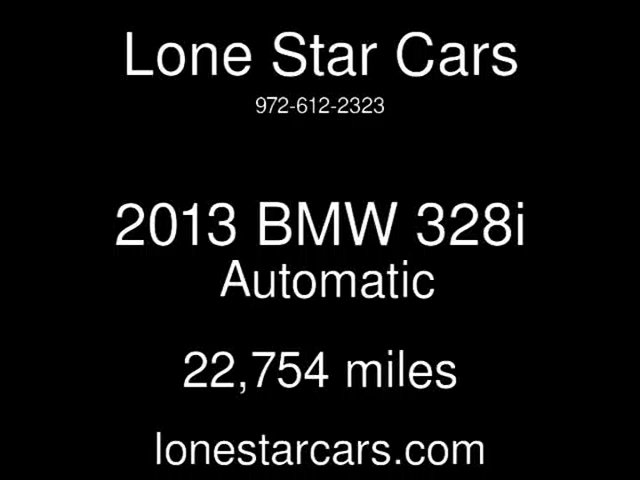 Lone Star Cars
972-612-2323
2013 BMW 328i
Automatic
22,754 miles
lonestarcars.com